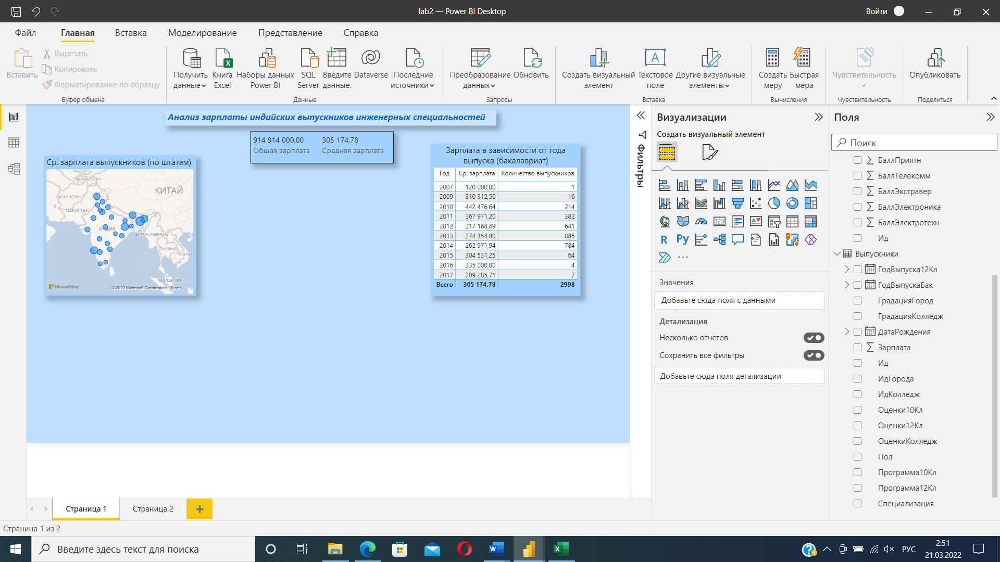 lab2 — Power BI Desktop
Войти
Файл
Главная
Вставка
Моделирование
Представление
Справка
Вставить
Вырезать
Копировать
Форматирование по образцу
Буфер обмена
Получить данные
Книга Excel
Наборы данных Power BI
SQL Server
Введите данные.
Dataverse
Последние источники
Данные
Преобразование данных
Обновить
Запросы
Создать визуальный элемент
Текстовое поле
Другие визуальные элементы
Вставка
Создать меру
Быстрая мера
Вычисления
Чувствительность
Чувствительность
Опубликовать
Поделиться
Анализ зарплаты индийских выпускников инженерных специальностей
914 914 000,00 305 174,78
Общая зарплата Средняя зарплата
Ср. зарплата выпускников (по штатам)
ТАДЖИКИСТАН
КИТАЙ
АФГАНИСТАН
ПАКИСТАН
ИНДИЯ
БИРМА (МЬЯНМА)
ТАИЛАНД
ВЬЕТНА
МАЛАЙЗИЯ
Microsoft Bing
© 2022 Microsoft Corporation Terms
Зарплата в зависимости от года
выпуска (бакалавриат)
Год Ср. зарплата Количество выпускников
2007 120 000,00 1
2009 310 312,50 16
2010 442 476,64 214
2011 367 971,20 382
2012 317 168,49 641
2013 274 354,80 885
2014 262 971,94 784
2015 304 531,25 64
2016 335 000,00 4
2017 209 285,71 7
Всего 305 174,78 2998
Фильтры
Визуализации
Создать визуальный элемент
123
R Py
...
Значения
Добавьте сюда поля с данными
Детализация
Несколько отчетов
Сохранить все фильтры
Добавьте сюда поля детализации
Поля
Поиск
БаллПриятн
БаллТелекомм
БаллЭкстравер
БаллЭлектроника
БаллЭлектротехн
Ид
Выпускники
ГодВыпуска12Кл
ГодВыпускаБак
ГрадацияГород
ГрадацияКолледж
ДатаРождения
Зарплата
Ид
ИдГорода
ИдКолледж
Оценки10Кл
Оценки12Кл
ОценкиКолледж
Пол
Программа10Кл
Программа12Кл
Специализация
Страница 1
Страница 2
Страница 1 из 2
Введите здесь текст для поиска
РУС
2:51
21.03.2022